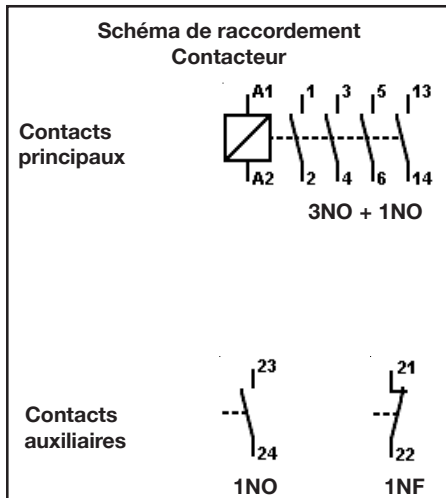 Schéma de raccordement
Contacteur
A1 1 3 5 13
Contacts
principaux
A2 2 4 6 14
3NO + 1NO
23 21
Contacts
auxiliaires
24 22
1NO 1NF